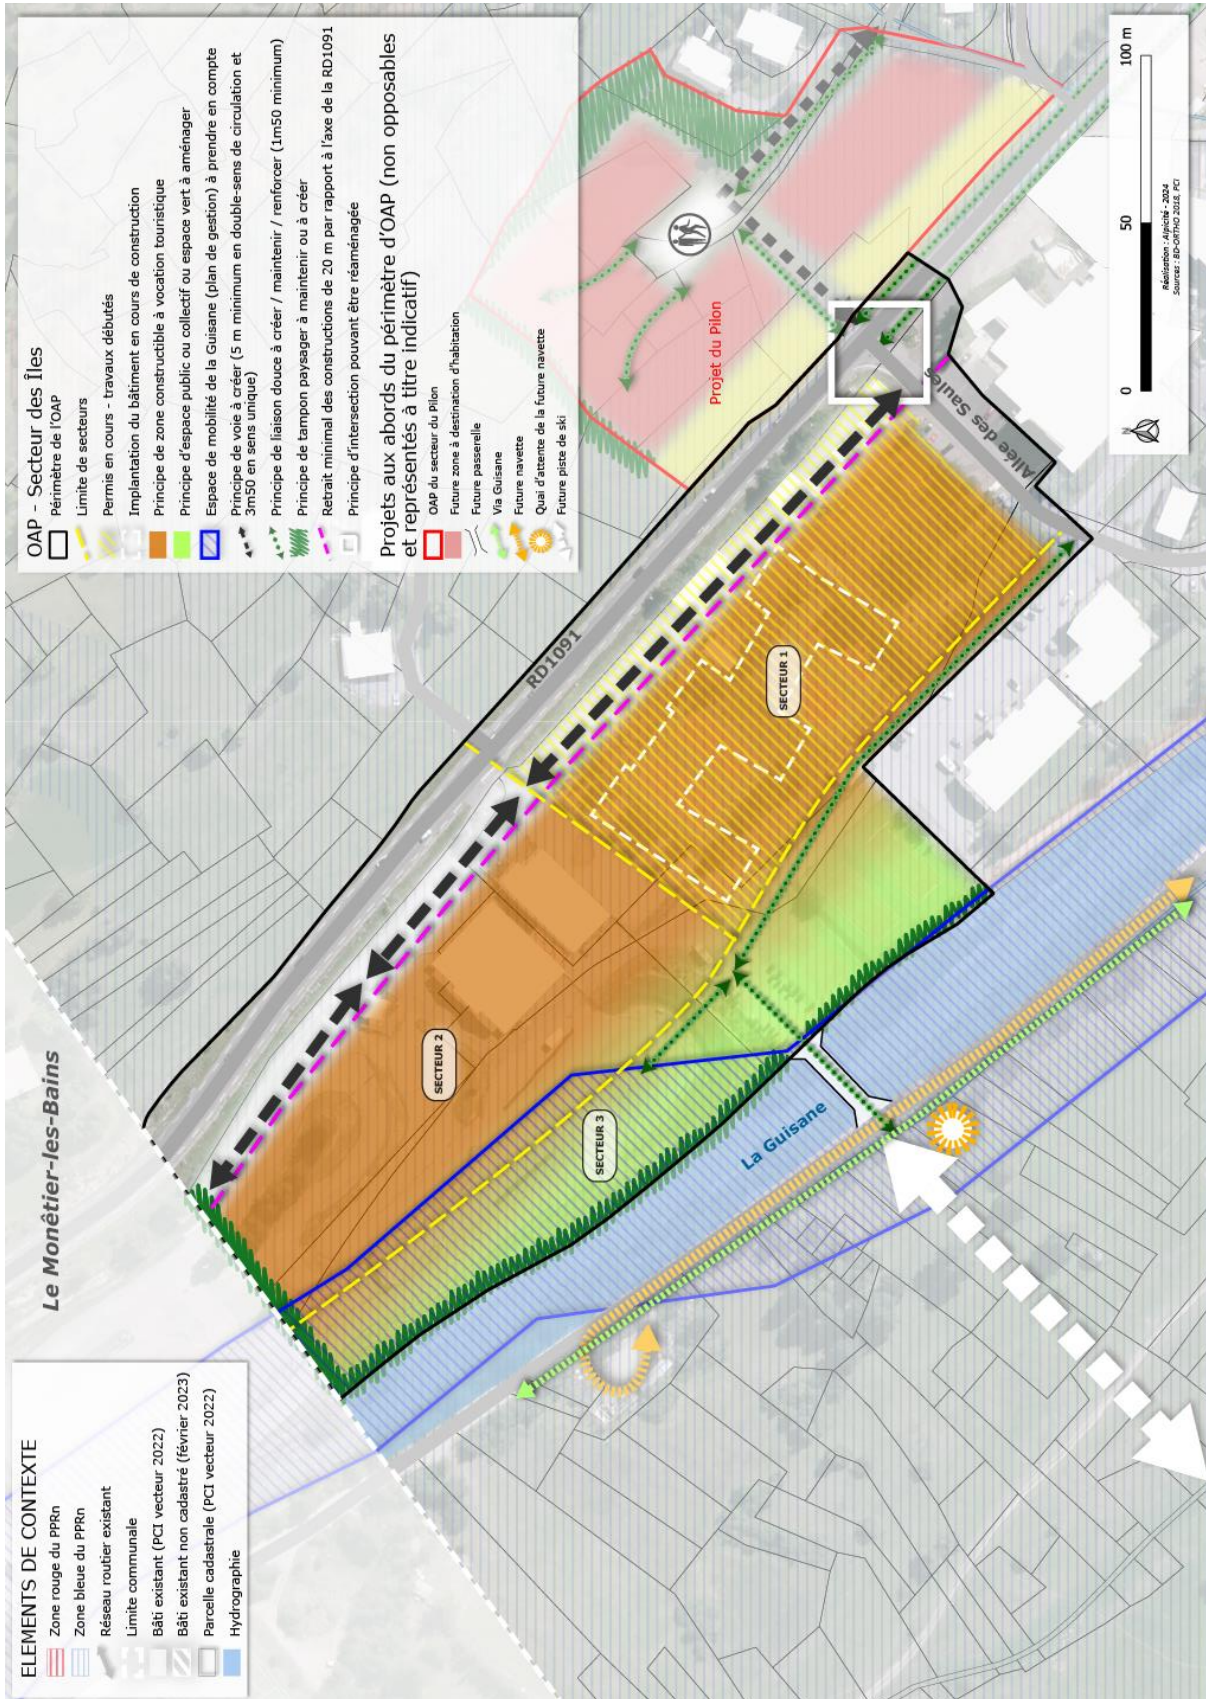 OAP - Secteur des Îles
Périmètre de l'OAP
Limite de secteurs
Permis en cours - travaux débutés
Implantation du bâtiment en cours de construction
Principe de zone constructible à vocation touristique
Principe d'espace public ou collectif ou espace vert à aménager
Espace de mobilité de la Guisane (plan de gestion) à prendre en compte
Principe de voie à créer (5 m minimum en double-sens de circulation et
3m50 en sens unique)
Principe de liaison douce à créer / maintenir / renforcer (1m50 minimum)
Principe de tampon paysager à maintenir ou à créer
Retrait minimal des constructions de 20 m par rapport à l'axe de la RD1091
Principe d'intersection pouvant être réaménagée
Projets aux abords du périmètre d'OAP (non opposables
et représentés à titre indicatif)
OAP du secteur du Pilon
Future zone à destination d'habitation
Future passerelle
Via Guisane
Future navette
Quai d'attente de la future navette
Future piste de ski
0
50
100 m
Réalisation : Alpicité - 2024
Sources : BD-ORTHO 2018, PCI
Projet du Pilon
Allée des Saules
RD1091
SECTEUR 1
SECTEUR 2
SECTEUR 3
La Guisane
Le Monêtier-les-Bains
ELEMENTS DE CONTEXTE
Zone rouge du PPRn
Zone bleue du PPRn
Réseau routier existant
Limite communale
Bâti existant (PCI vecteur 2022)
Bâti existant non cadastré (février 2023)
Parcelle cadastrale (PCI vecteur 2022)
Hydrographie